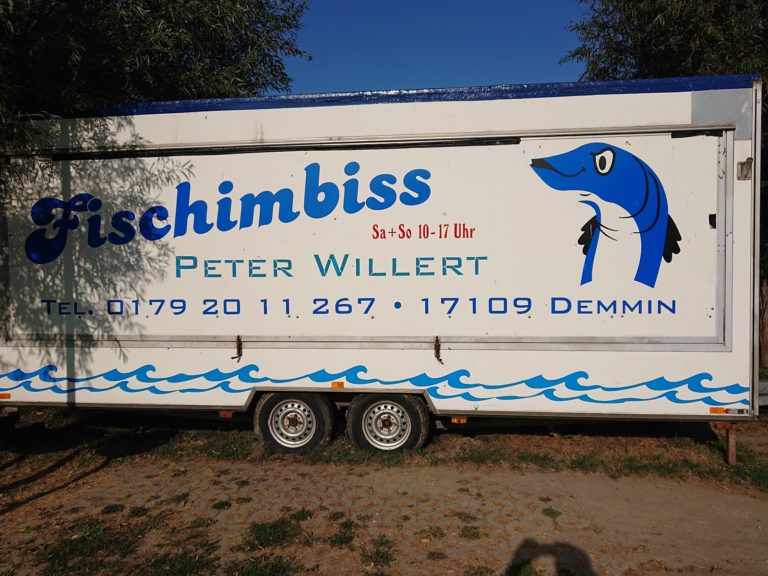 Fischimbiss
Sa+So 10-17 Uhr
Peter Willert
Tel. 0179 20 11 267 • 17109 Demmin